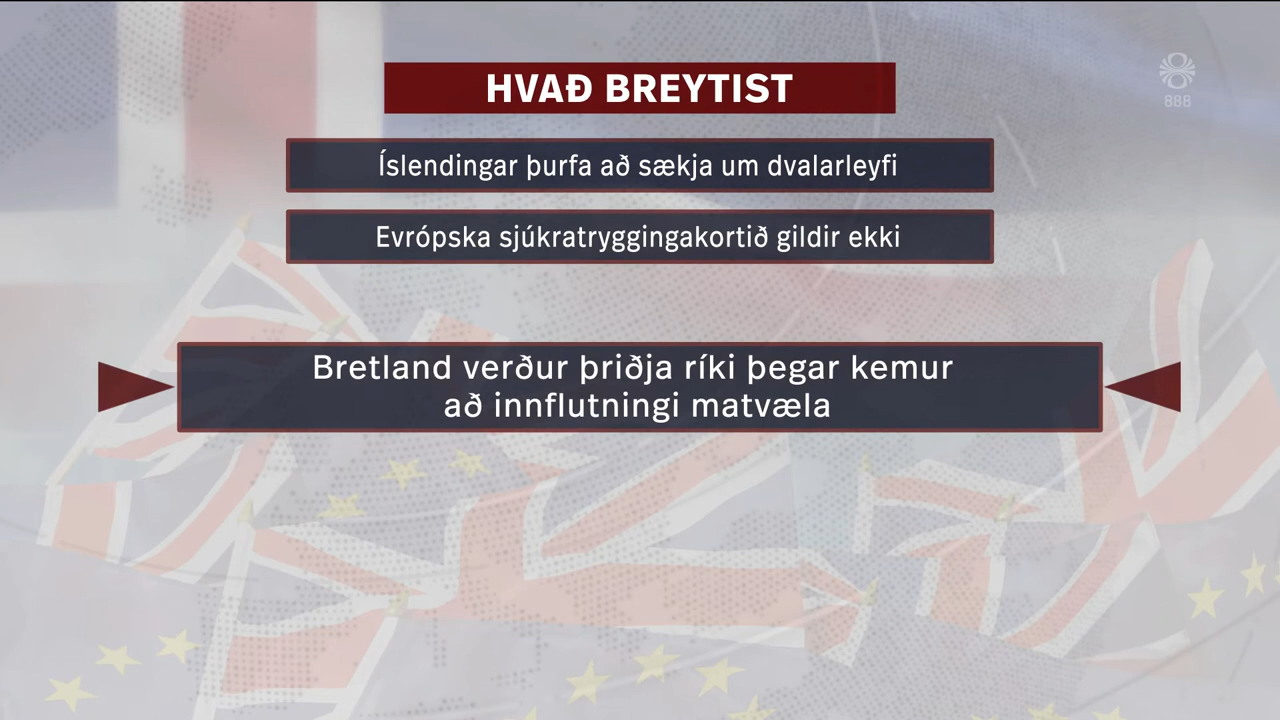 HVAÐ BREYTIST
888
Íslendingar þurfa að sækja um dvalarleyfi
Evrópska sjúkratryggingakortið gildir ekki
Bretland verður þriðja ríki þegar kemur
að innflutningi matvæla